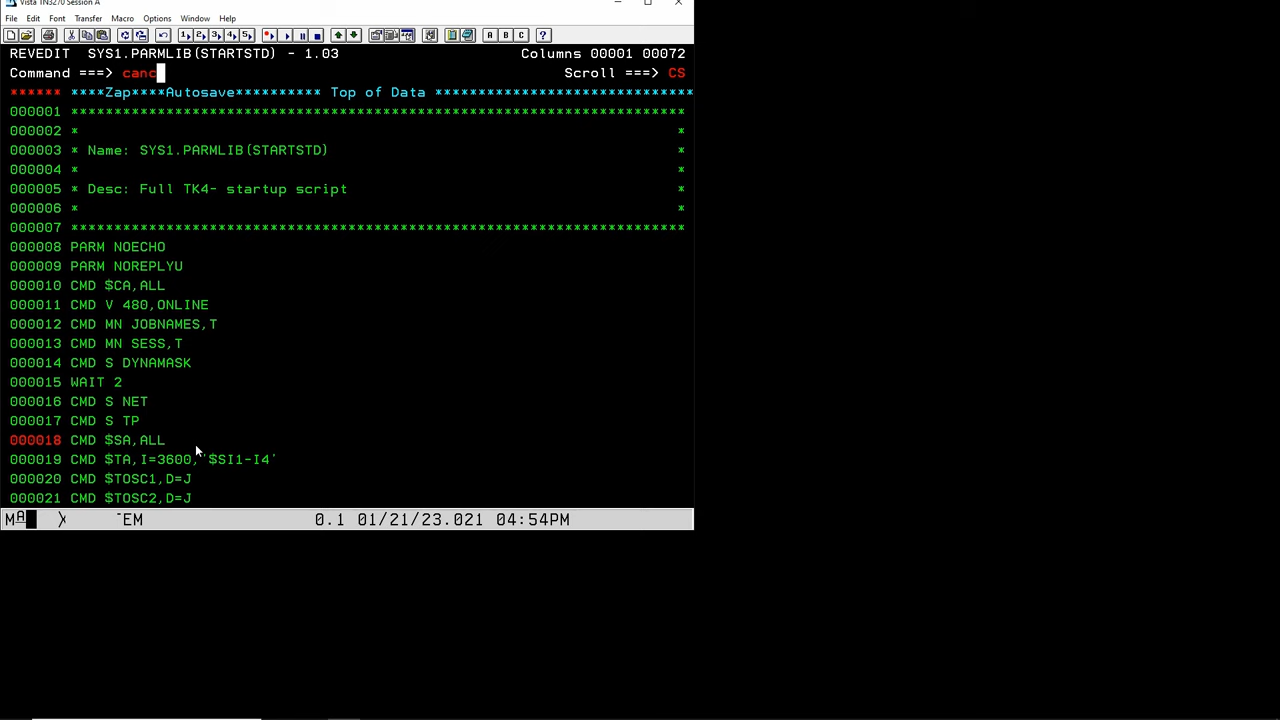 Vista TN3270 Session A
File Edit Font Transfer Macro Options Window Help
1 2 3 4 5 A B C ?
REVEDIT SYS1.PARMLIB(STARTSTD) - 1.03 Columns 00001 00072
Command ===> canc Scroll ===> CS
****** ****Zap****Autosave********** Top of Data ******************************
000001 ***********************************************************************
000002 * *
000003 * Name: SYS1.PARMLIB(STARTSTD) *
000004 * *
000005 * Desc: Full TK4- startup script *
000006 * *
000007 ***********************************************************************
000008 PARM NOECHO
000009 PARM NOREPLYU
000010 CMD $CA,ALL
000011 CMD V 480,ONLINE
000012 CMD MN JOBNAMES,T
000013 CMD MN SESS,T
000014 CMD S DYNAMASK
000015 WAIT 2
000016 CMD S NET
000017 CMD S TP
000018 CMD $SA,ALL
000019 CMD $TA,I=3600,'$SI1-I4'
000020 CMD $TOSC1,D=J
000021 CMD $TOSC2,D=J
0.1 01/21/23.021 04:54PM